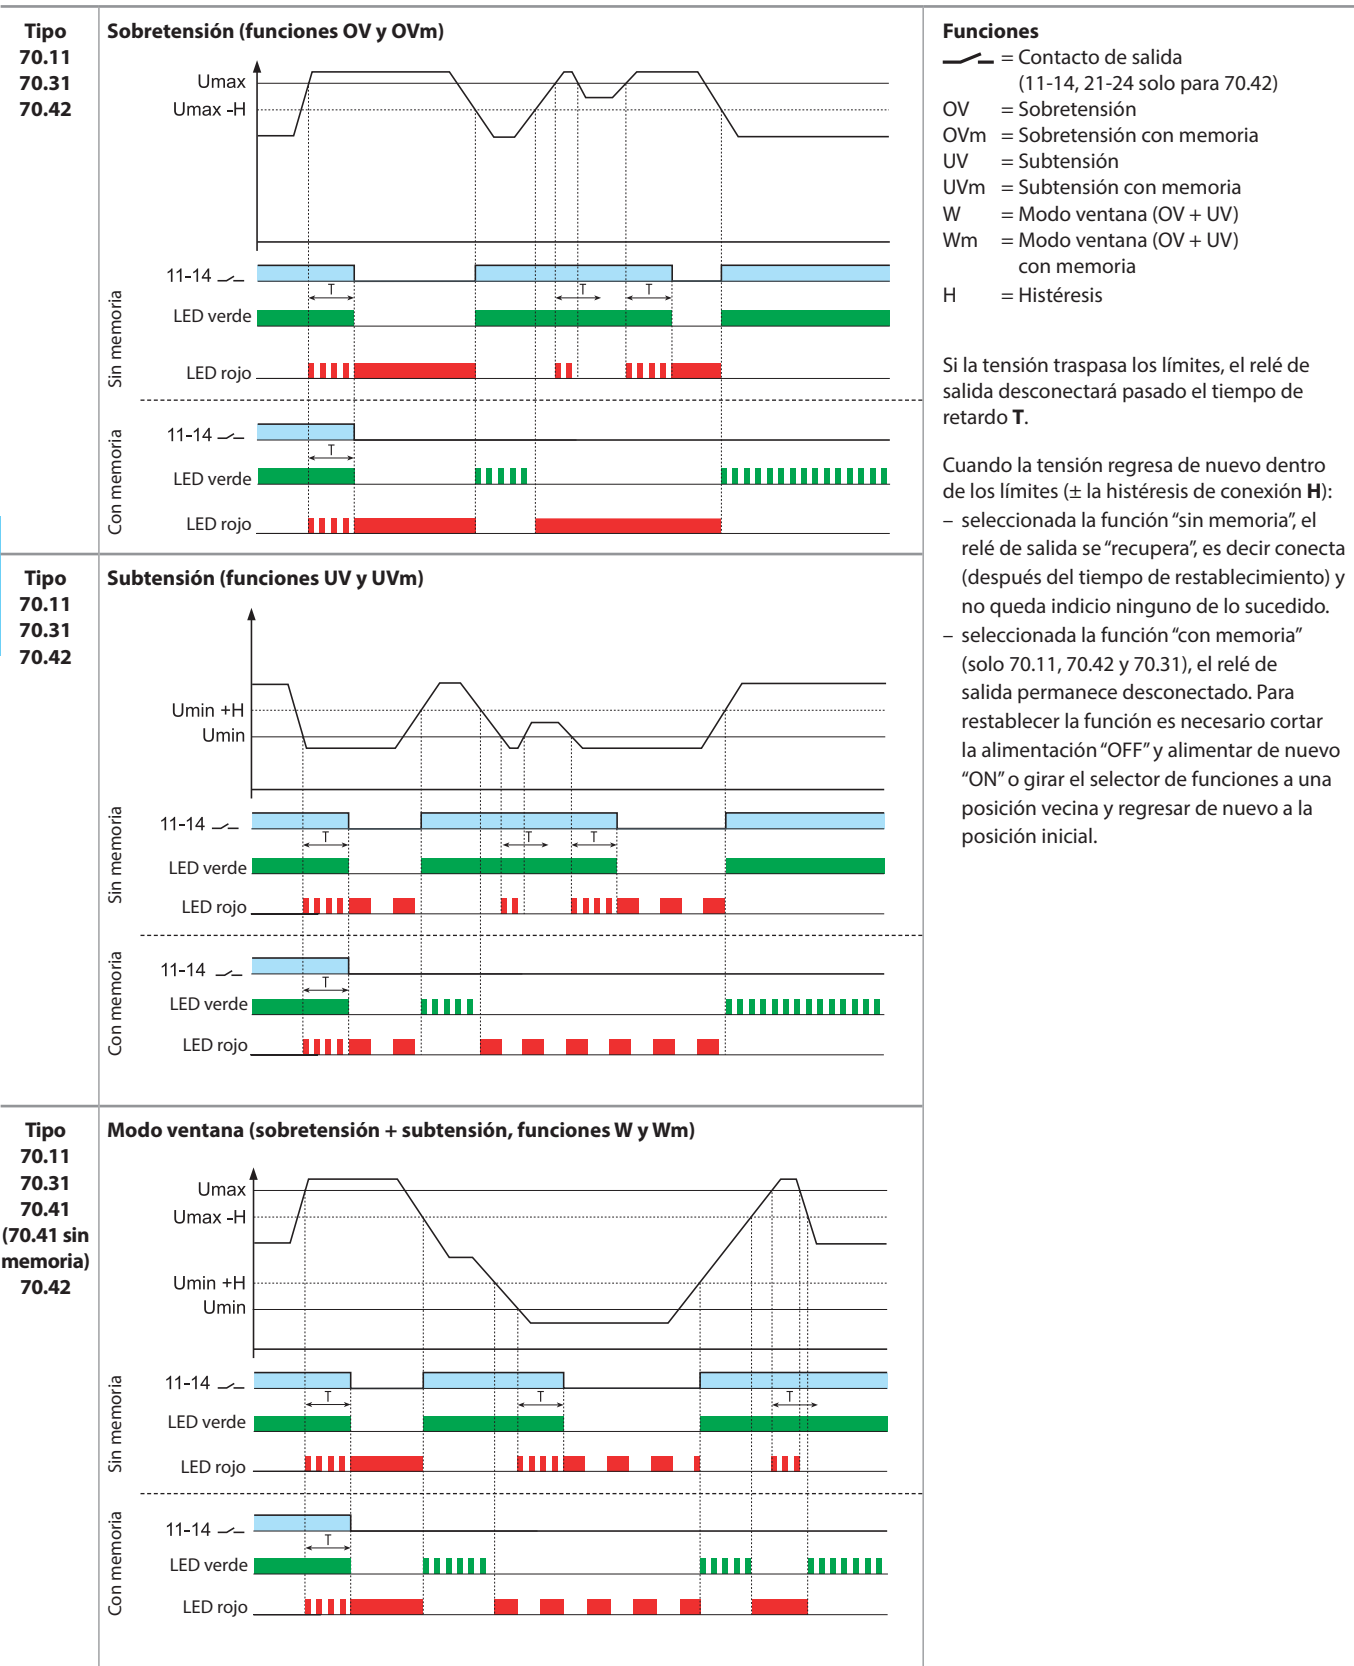 Tipo
70.11
70.31
70.42
Sobretensión (funciones OV y OVm)
Umax
Umax -H
Sin memoria
11-14
T
T
T
LED verde
LED rojo
Con memoria
11-14
T
LED verde
LED rojo
Tipo
70.11
70.31
70.42
Subtensión (funciones UV y UVm)
Umin +H
Umin
Sin memoria
11-14
T
T
T
LED verde
LED rojo
Con memoria
11-14
T
LED verde
LED rojo
Tipo
70.11
70.31
70.41
(70.41 sin
memoria)
70.42
Modo ventana (sobretensión + subtensión, funciones W y Wm)
Umax
Umax -H
Umin +H
Umin
Sin memoria
11-14
T
T
T
LED verde
LED rojo
Con memoria
11-14
T
LED verde
LED rojo
Funciones
= Contacto de salida
(11-14, 21-24 solo para 70.42)
OV = Sobretensión
OVm = Sobretensión con memoria
UV = Subtensión
UVm = Subtensión con memoria
W = Modo ventana (OV + UV)
Wm = Modo ventana (OV + UV)
con memoria
H = Histéresis
Si la tensión traspasa los límites, el relé de
salida desconectará pasado el tiempo de
retardo T.
Cuando la tensión regresa de nuevo dentro
de los límites (± la histéresis de conexión H):
– seleccionada la función “sin memoria”, el
relé de salida se “recupera”, es decir conecta
(después del tiempo de restablecimiento) y
no queda indicio ninguno de lo sucedido.
– seleccionada la función “con memoria”
(solo 70.11, 70.42 y 70.31), el relé de
salida permanece desconectado. Para
restablecer la función es necesario cortar
la alimentación “OFF” y alimentar de nuevo
“ON” o girar el selector de funciones a una
posición vecina y regresar de nuevo a la
posición inicial.